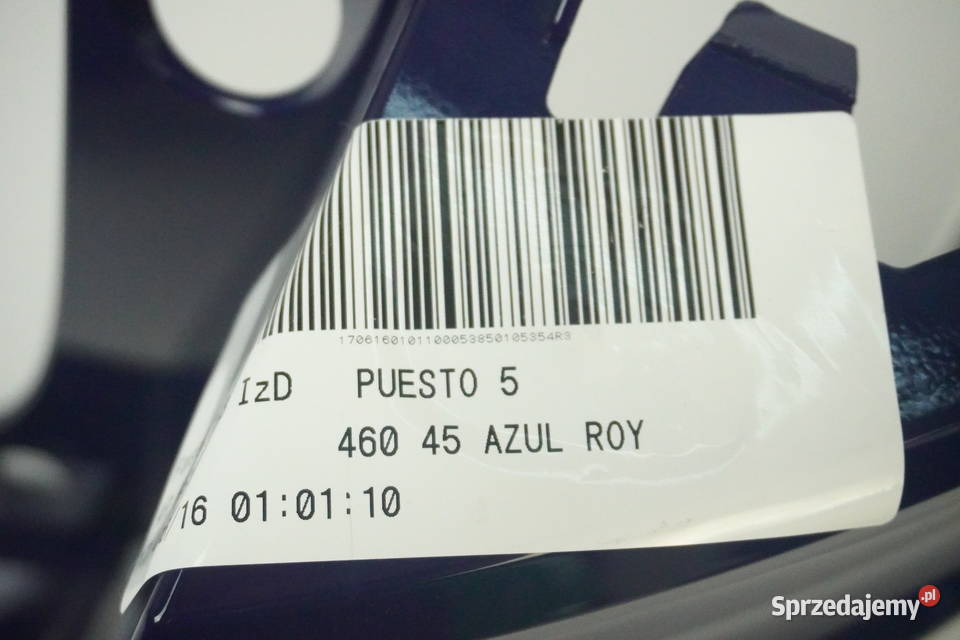 1706160101100053850105354R3
IzD PUESTO 5
460 45 AZUL ROY
16 01:01:10
Sprzedajemy.pl